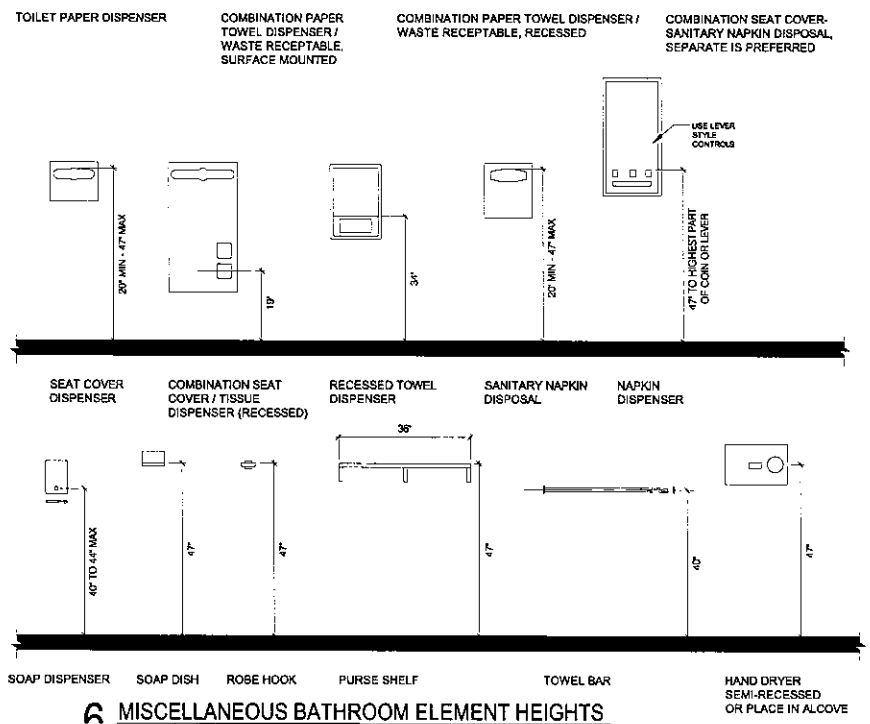 TOILET PAPER DISPENSER
COMBINATION PAPER
TOWEL DISPENSER /
WASTE RECEPTABLE,
SURFACE MOUNTED
COMBINATION PAPER TOWEL DISPENSER /
WASTE RECEPTABLE, RECESSED
COMBINATION SEAT COVER-
SANITARY NAPKIN DISPOSAL,
SEPARATE IS PREFERRED
USE LEVER
STYLE
CONTROLS
20" MIN - 47" MAX
19"
34"
20" MIN - 47" MAX
47" TO HIGHEST PART
OF COIN OR LEVER
SEAT COVER
DISPENSER
COMBINATION SEAT
COVER / TISSUE
DISPENSER (RECESSED)
RECESSED TOWEL
DISPENSER
SANITARY NAPKIN
DISPOSAL
NAPKIN
DISPENSER
36"
40" TO 44" MAX
47"
47"
47"
40"
47"
SOAP DISPENSER
SOAP DISH
ROBE HOOK
PURSE SHELF
TOWEL BAR
HAND DRYER
SEMI-RECESSED
OR PLACE IN ALCOVE
6 MISCELLANEOUS BATHROOM ELEMENT HEIGHTS